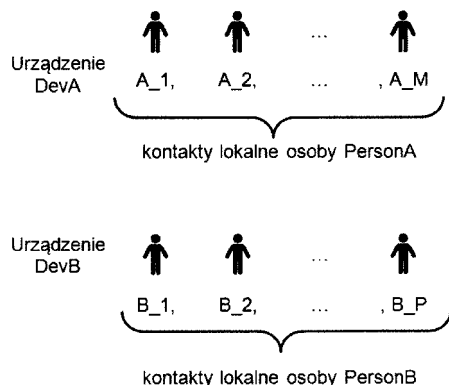 ...
Urządzenie
DevA
A_1, A_2, ... , A_M
kontakty lokalne osoby PersonA
Urządzenie
DevB
...
B_1, B_2, ... , B_P
kontakty lokalne osoby PersonB